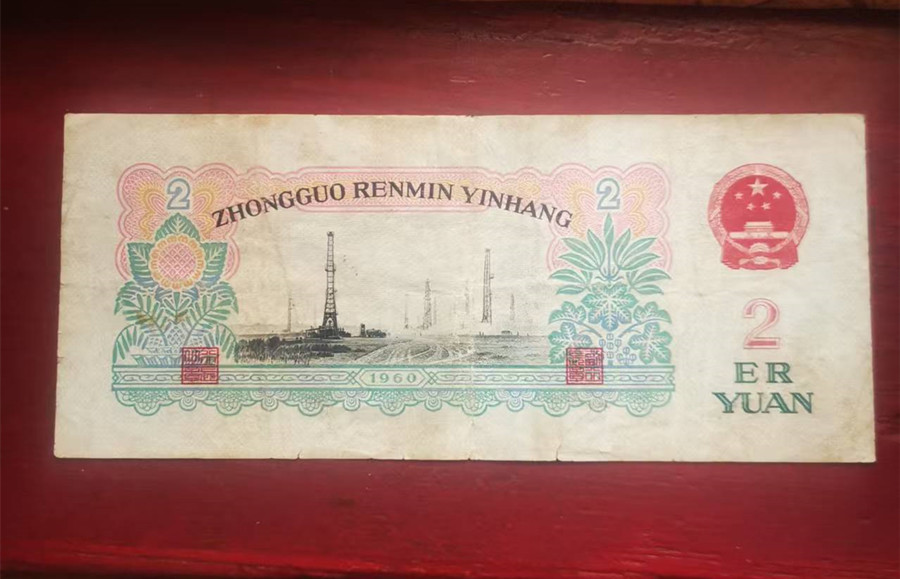 2
2
ZHONGGUO RENMIN YINHANG
1960
2
ER
YUAN